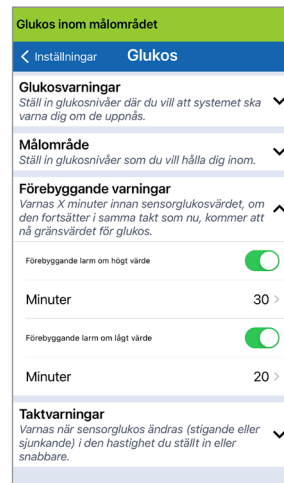 Glukos inom målområdet
Inställningar Glukos
Glukosvarningar
Ställ in glukosnivåer där du vill att systemet ska
varna dig om de uppnås.
Målområde
Ställ in glukosnivåer som du vill hålla dig inom.
Förebyggande varningar
Varnas X minuter innan sensorglukosvärdet, om
den fortsätter i samma takt som nu, kommer att
nå gränsvärdet för glukos.
Förebyggande larm om högt värde
Minuter 30
Förebyggande larm om lågt värde
Minuter 20
Taktvarningar
Varnas när sensorglukos ändras (stigande eller
sjunkande) i den hastighet du ställt in eller
snabbare.